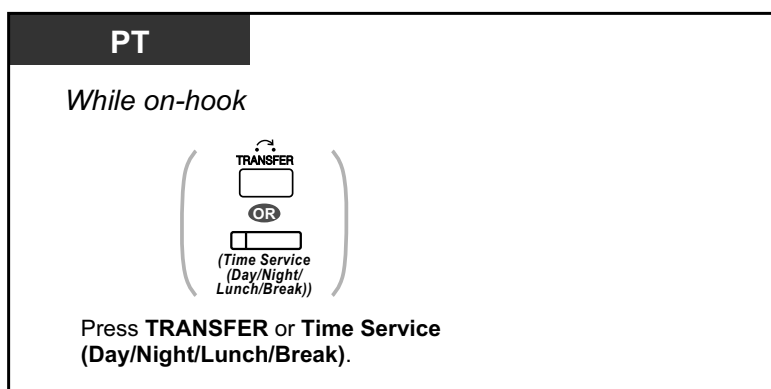 PT
While on-hook
TRANSFER
OR
(Time Service
(Day/Night/
Lunch/Break))
Press TRANSFER or Time Service
(Day/Night/Lunch/Break).